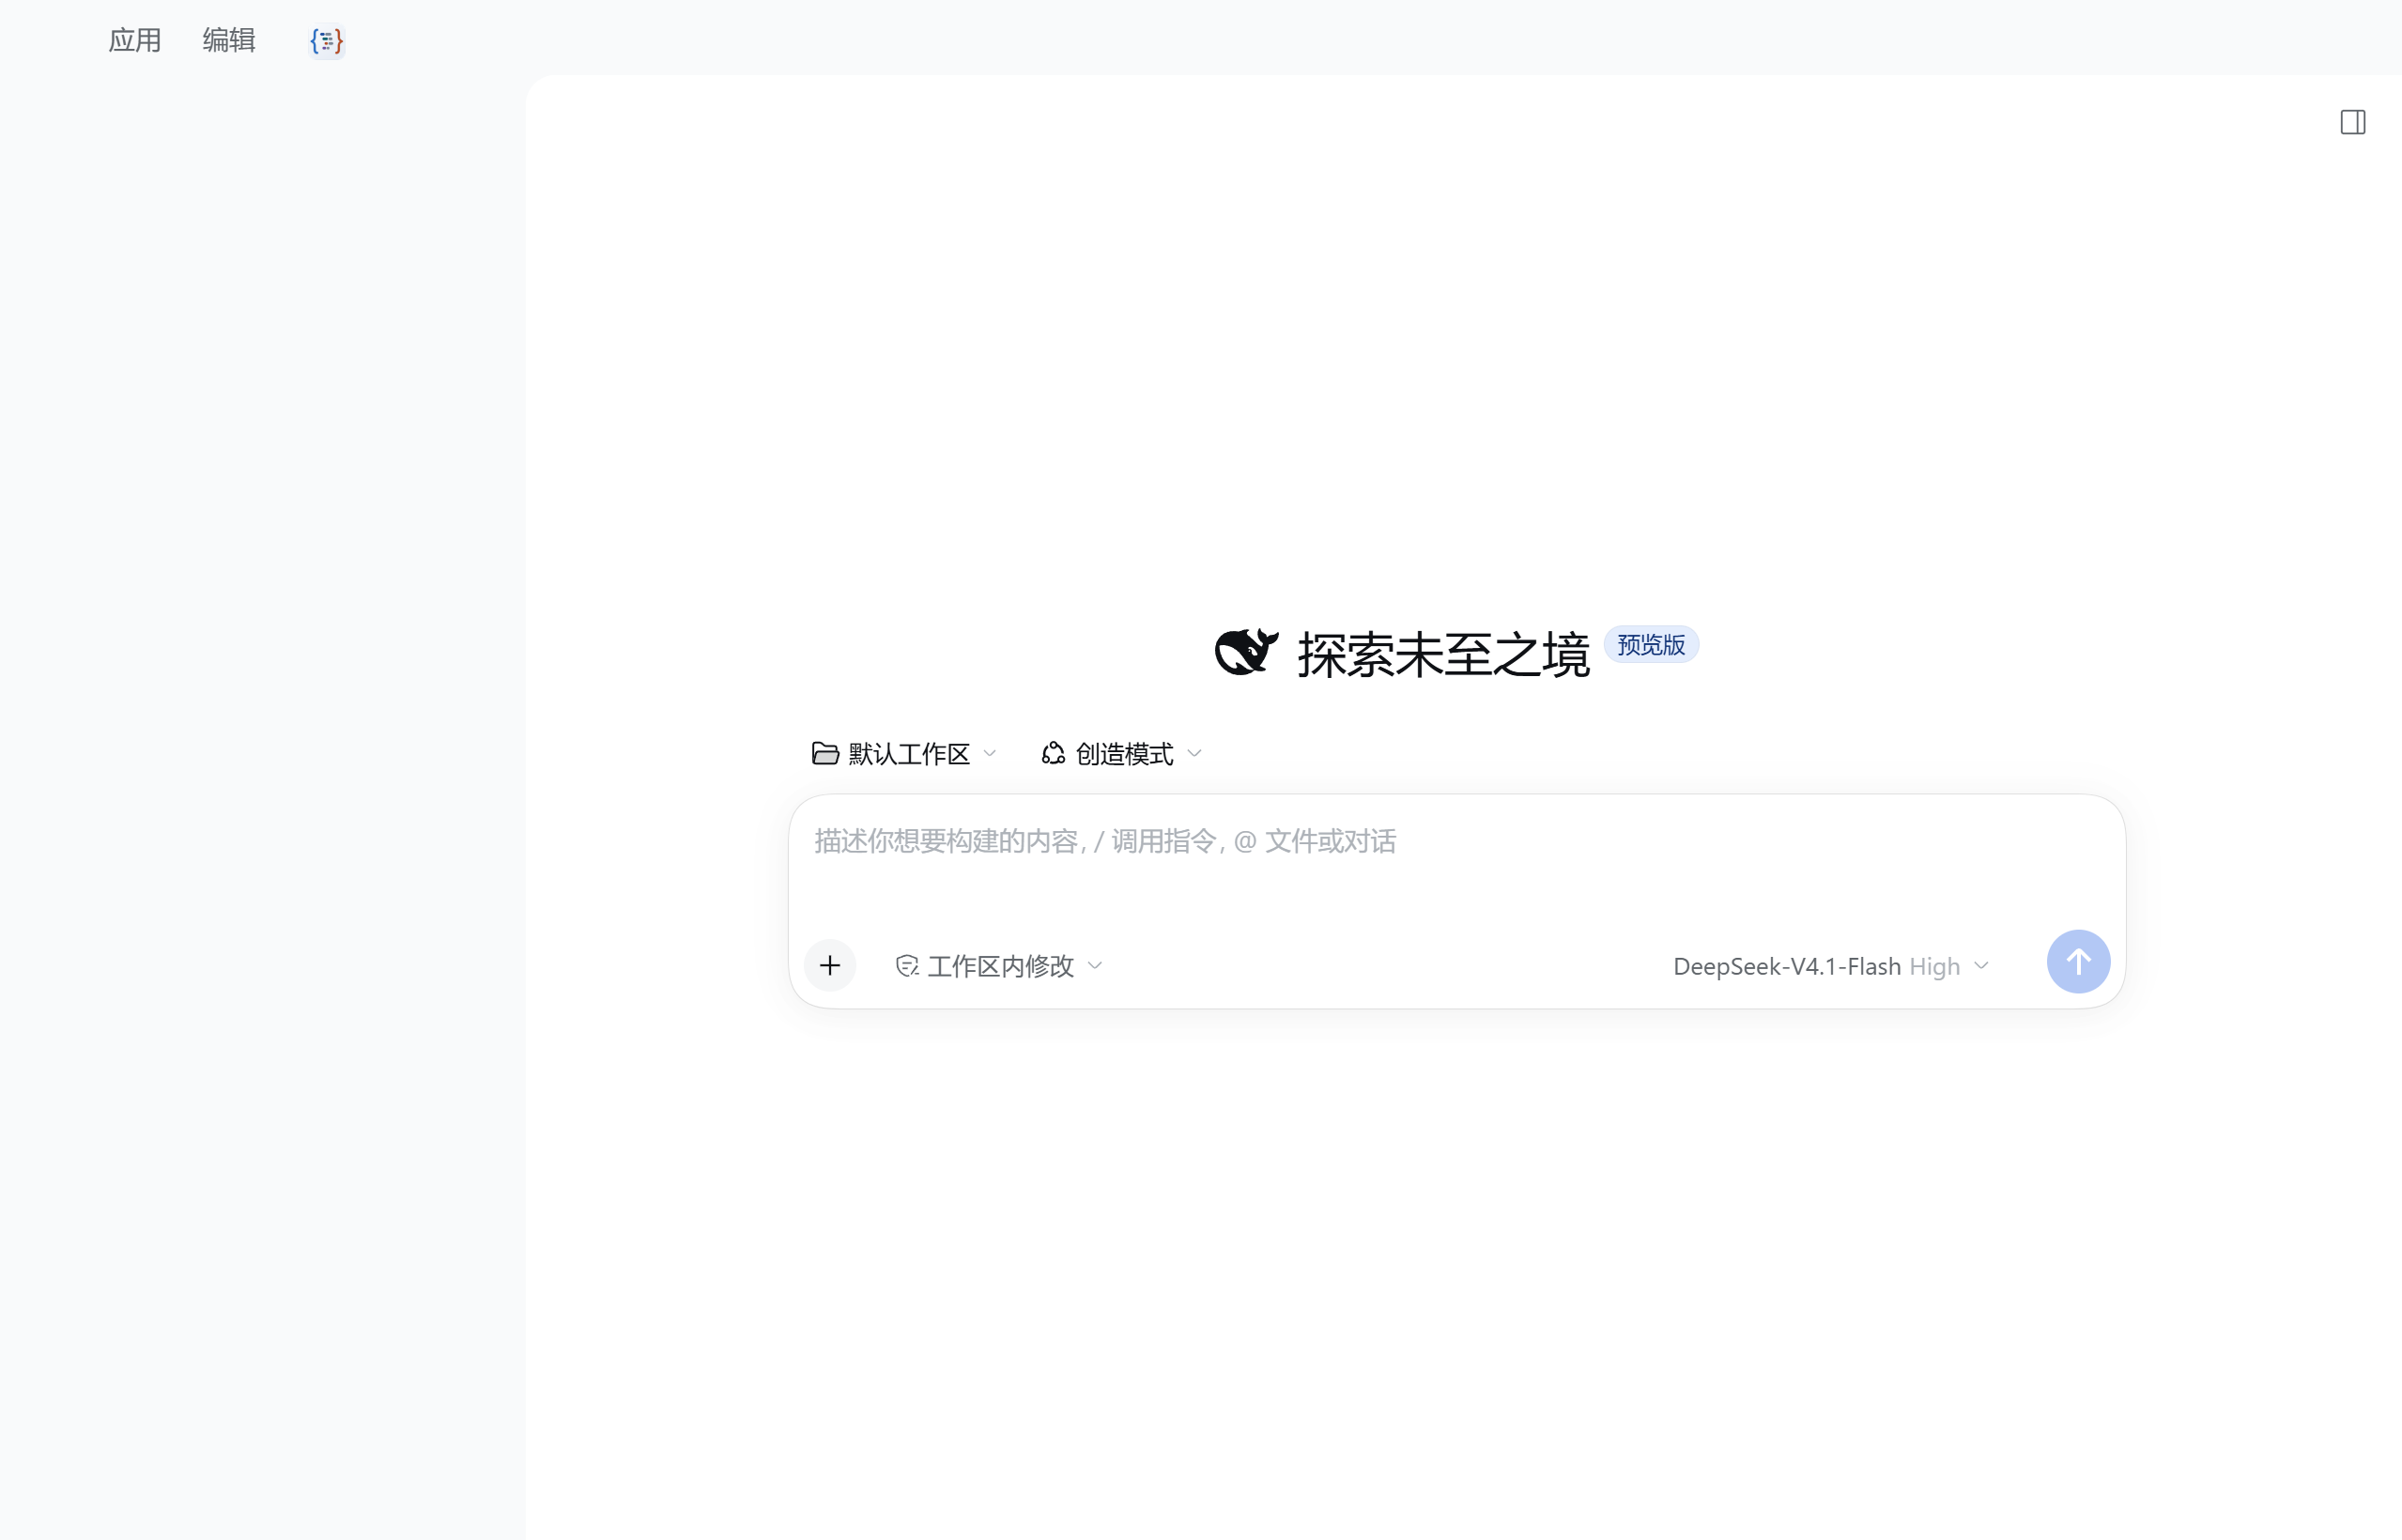 应用 编辑
探索未至之境 预览版
默认工作区 创造模式
描述你想要构建的内容, / 调用指令, @ 文件或对话
工作区内修改 DeepSeek-V4.1-Flash High